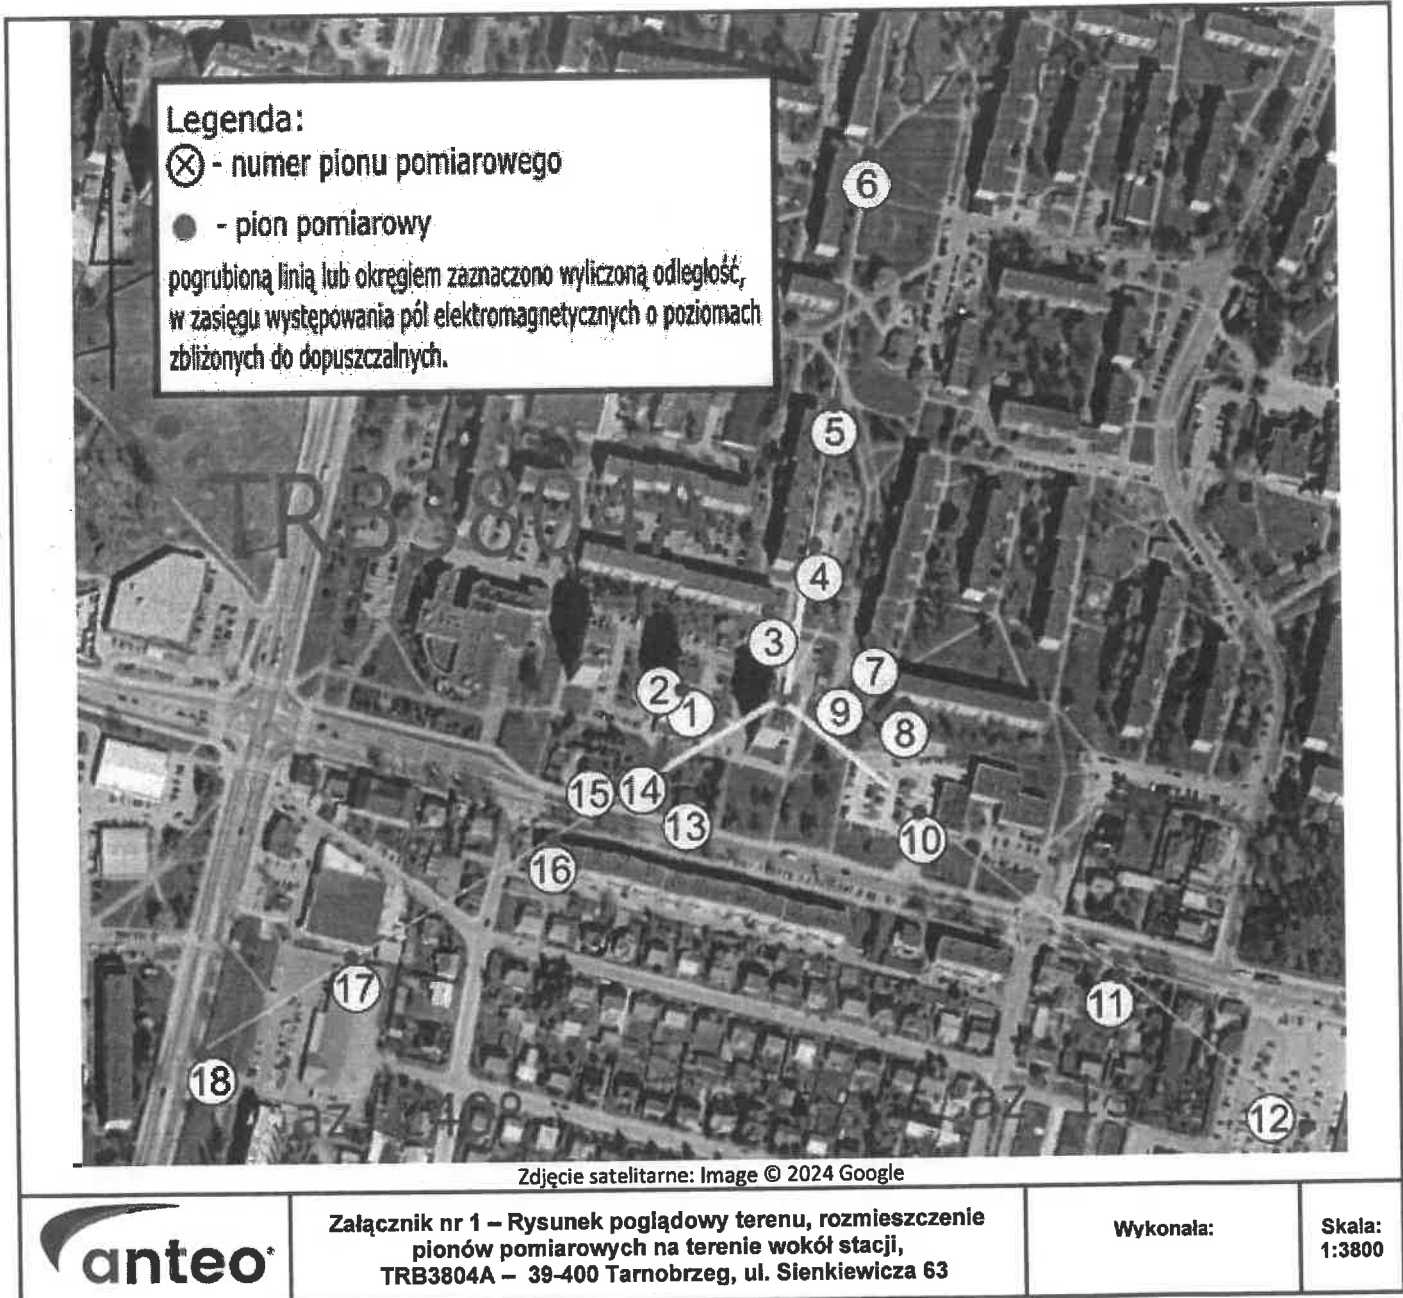 Legenda:
- numer pionu pomiarowego
- pion pomiarowy
pogrubioną linią lub okręgiem zaznaczono wyliczoną odległość,
w zasięgu występowania pól elektromagnetycznych o poziomach
zbliżonych do dopuszczalnych.
6
5
TRB3804A
4
3
7
2
1
9
8
15
14
13
10
16
17
11
18
12
az
az
Zdjęcie satelitarne: Image © 2024 Google
anteo
Załącznik nr 1 – Rysunek poglądowy terenu, rozmieszczenie
pionów pomiarowych na terenie wokół stacji,
TRB3804A – 39-400 Tarnobrzeg, ul. Sienkiewicza 63
Wykonała:
Skala:
1:3800